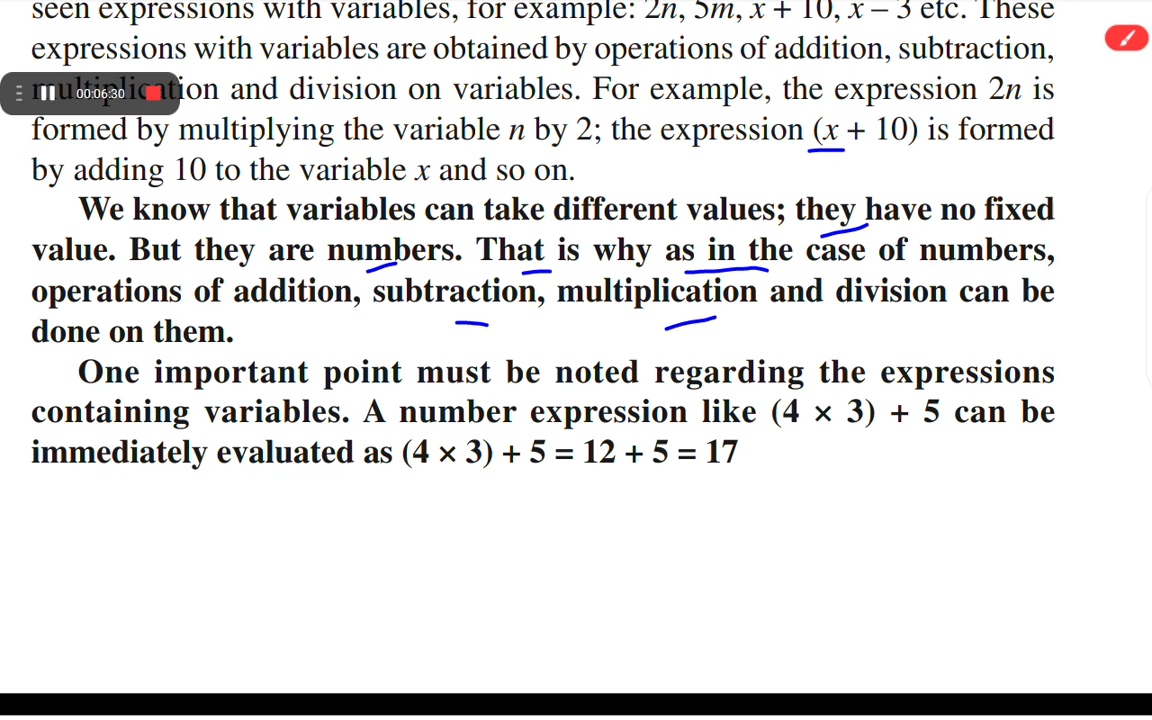 seen expressions with variables, for example: 2n, 5m, x + 10, x – 3 etc. These
expressions with variables are obtained by operations of addition, subtraction,
multiplication and division on variables. For example, the expression 2n is
00:06:30
formed by multiplying the variable n by 2; the expression (x + 10) is formed
by adding 10 to the variable x and so on.
We know that variables can take different values; they have no fixed
value. But they are numbers. That is why as in the case of numbers,
operations of addition, subtraction, multiplication and division can be
done on them.
One important point must be noted regarding the expressions
containing variables. A number expression like (4 × 3) + 5 can be
immediately evaluated as (4 × 3) + 5 = 12 + 5 = 17